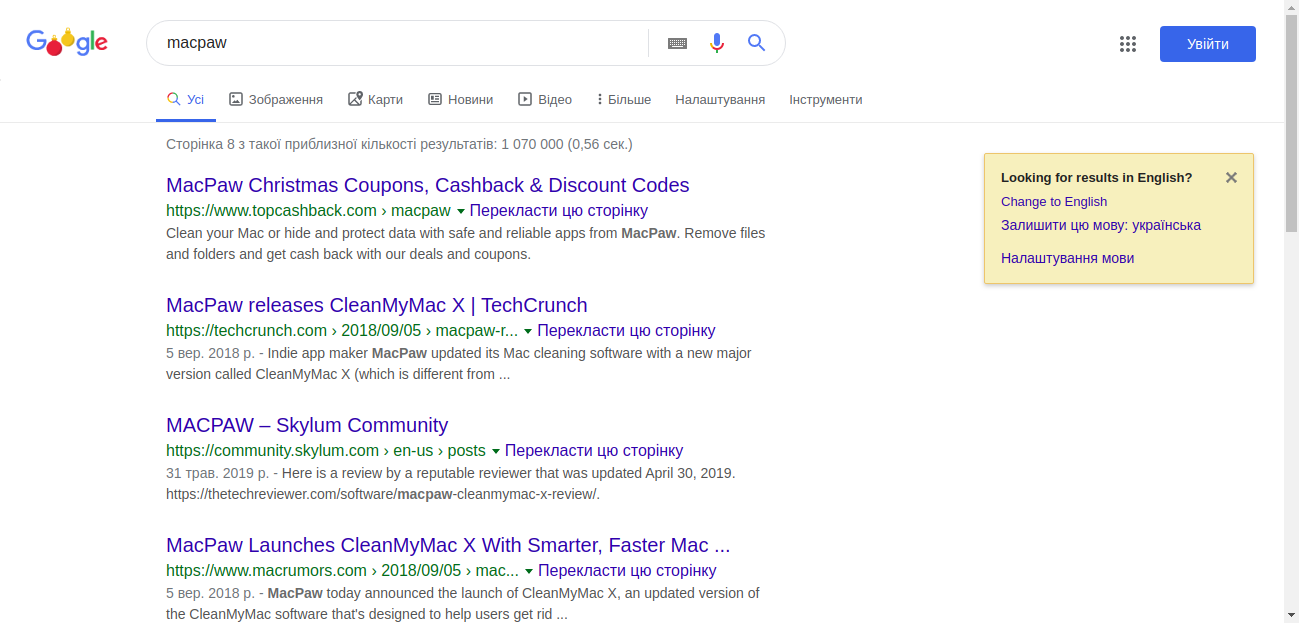 Google
macpaw
Увійти
Усі
Зображення
Карти
Новини
Відео
Більше
Налаштування
Інструменти
Сторінка 8 з такої приблизної кількості результатів: 1 070 000 (0,56 сек.)
MacPaw Christmas Coupons, Cashback & Discount Codes
https://www.topcashback.com › macpaw Перекласти цю сторінку
Clean your Mac or hide and protect data with safe and reliable apps from MacPaw. Remove files
and folders and get cash back with our deals and coupons.
MacPaw releases CleanMyMac X | TechCrunch
https://techcrunch.com › 2018/09/05 › macpaw-r... Перекласти цю сторінку
5 вер. 2018 р. - Indie app maker MacPaw updated its Mac cleaning software with a new major
version called CleanMyMac X (which is different from ...
MACPAW – Skylum Community
https://community.skylum.com › en-us › posts Перекласти цю сторінку
31 трав. 2019 р. - Here is a review by a reputable reviewer that was updated April 30, 2019.
https://thetechreviewer.com/software/macpaw-cleanmymac-x-review/.
MacPaw Launches CleanMyMac X With Smarter, Faster Mac ...
https://www.macrumors.com › 2018/09/05 › mac... Перекласти цю сторінку
5 вер. 2018 р. - MacPaw today announced the launch of CleanMyMac X, an updated version of
the CleanMyMac software that's designed to help users get rid ...
Looking for results in English?
Change to English
Залишити цю мову: українська
Налаштування мови